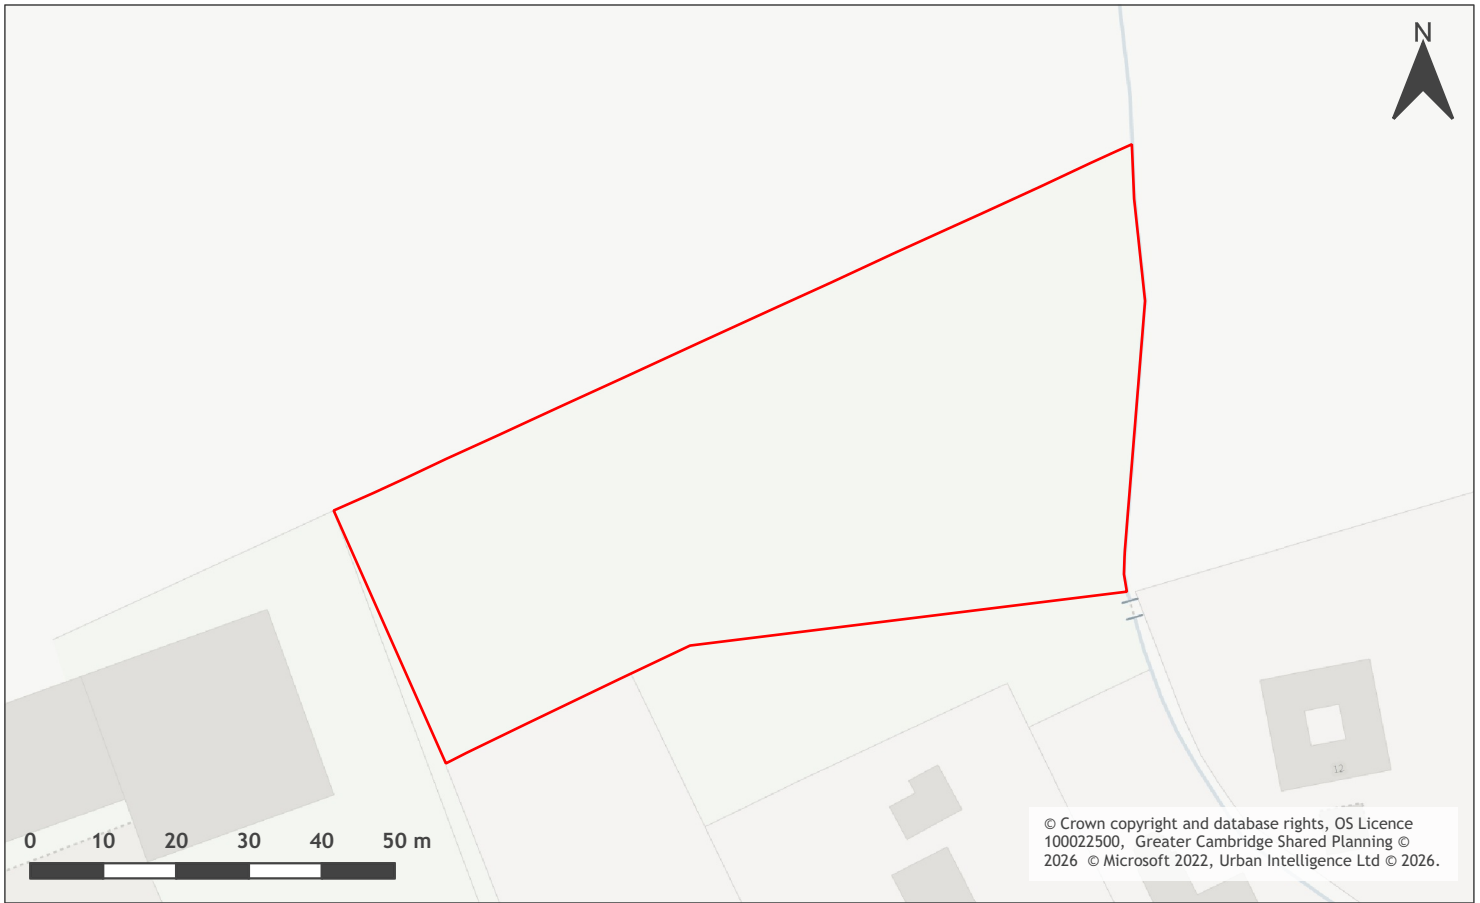 N
12
0 10 20 30 40 50 m
© Crown copyright and database rights, OS Licence
100022500, Greater Cambridge Shared Planning ©
2026 © Microsoft 2022, Urban Intelligence Ltd © 2026.